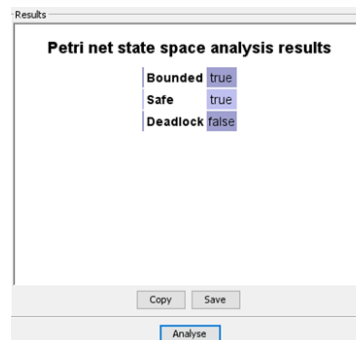 Results
Petri net state space analysis results
Bounded true
Safe true
Deadlock false
Copy Save
Analyse